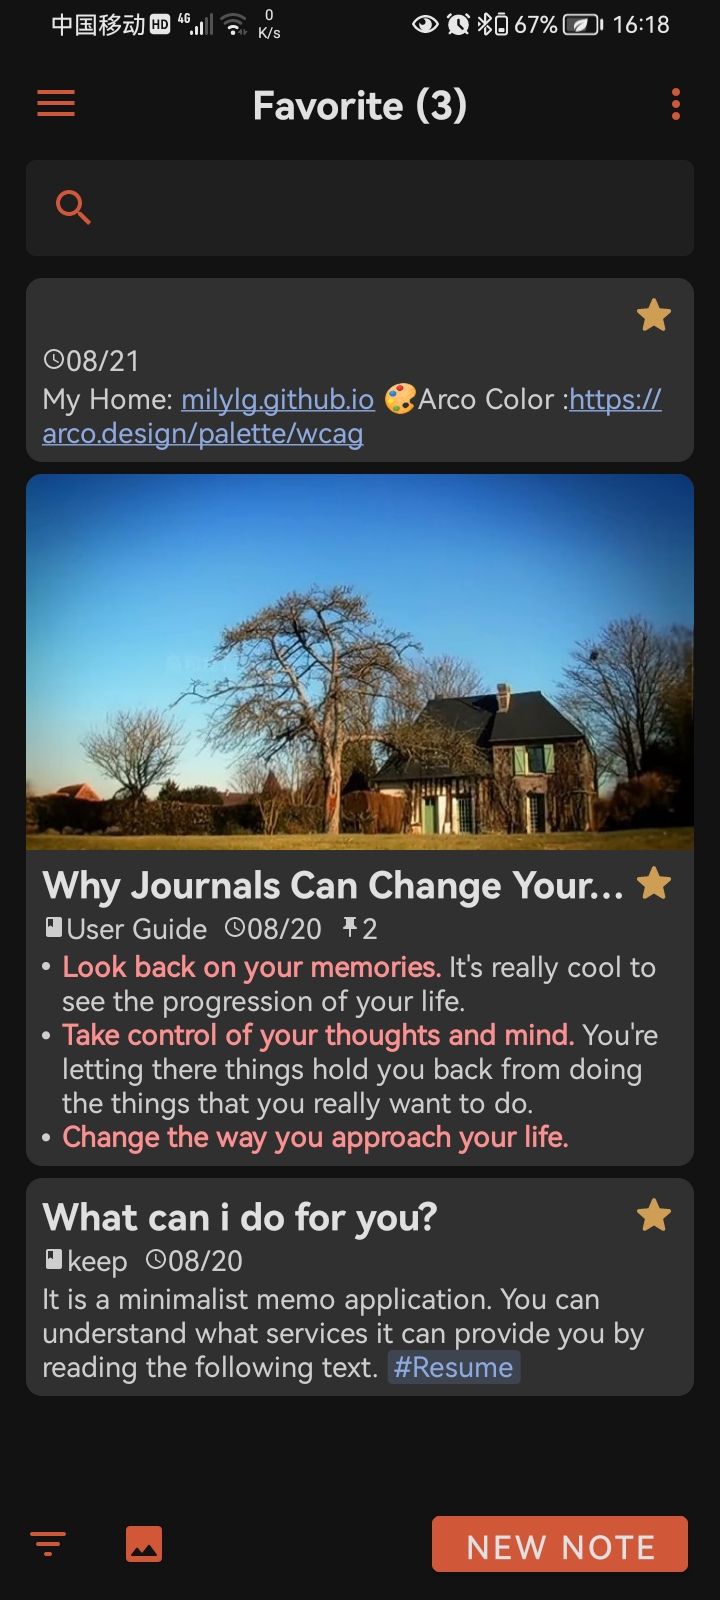 中国移动 HD 4G 0 K/s 67% 16:18
Favorite (3)
08/21
My Home: milylg.github.io 🎨Arco Color :https://
arco.design/palette/wcag
Why Journals Can Change Your...
User Guide 08/20 2
• Look back on your memories. It's really cool to
see the progression of your life.
• Take control of your thoughts and mind. You're
letting there things hold you back from doing
the things that you really want to do.
• Change the way you approach your life.
What can i do for you?
keep 08/20
It is a minimalist memo application. You can
understand what services it can provide you by
reading the following text. #Resume
NEW NOTE